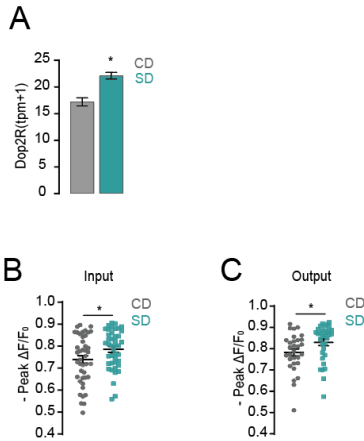 A
Dop2R(tpm+1)
25
20
15
10
5
0
*
CD
SD
B
Input
- Peak ΔF/F0
1.0
0.9
0.8
0.7
0.6
0.5
0.4
*
CD
SD
C
Output
- Peak ΔF/F0
1.0
0.9
0.8
0.7
0.6
0.5
0.4
*
CD
SD